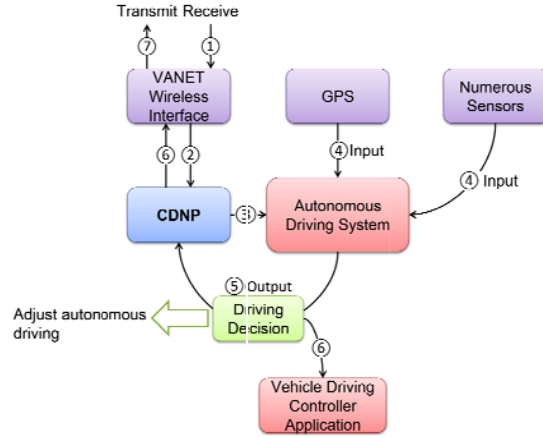 Transmit Receive
⑦ ①
VANET
Wireless
Interface
GPS
Numerous
Sensors
⑥ ②
④ Input
④ Input
CDNP
③
Autonomous
Driving System
⑤ Output
Driving
Decision
Adjust autonomous
driving
⑥
Vehicle Driving
Controller
Application